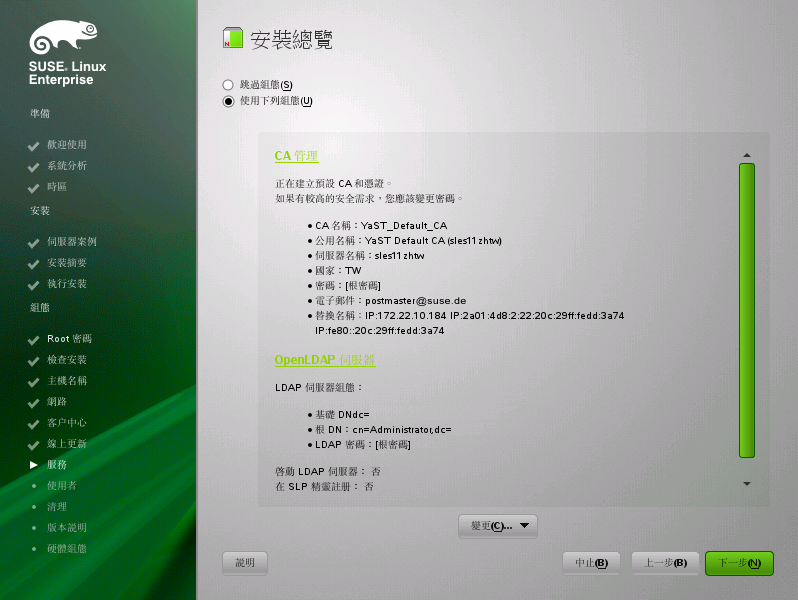 SUSE® Linux
Enterprise
準備
歡迎使用
系統分析
時區
安裝
伺服器案例
安裝摘要
執行安裝
組態
Root 密碼
檢查安裝
主機名稱
網路
客戶中心
線上更新
服務
使用者
清理
版本說明
硬體組態
安裝總覽
跳過組態(S)
使用下列組態(U)
CA 管理
正在建立預設 CA 和憑證。
如果有較高的安全需求，您應該變更密碼。
• CA 名稱：YaST_Default_CA
• 公用名稱：YaST Default CA (sles11zhtw)
• 伺服器名稱：sles11zhtw
• 國家：TW
• 密碼：[根密碼]
• 電子郵件：postmaster@suse.de
• 替換名稱：IP:172.22.10.184 IP:2a01:4d8:2:22:20c:29ff:fedd:3a74
IP:fe80::20c:29ff:fedd:3a74
OpenLDAP 伺服器
LDAP 伺服器組態：
• 基礎 DNdc=
• 根 DN：cn=Administrator,dc=
• LDAP 密碼：[根密碼]
啓動 LDAP 伺服器： 否
在 SLP 精靈註册： 否
變更(C)...
說明
中止(B)
上一步(B)
下一步(N)